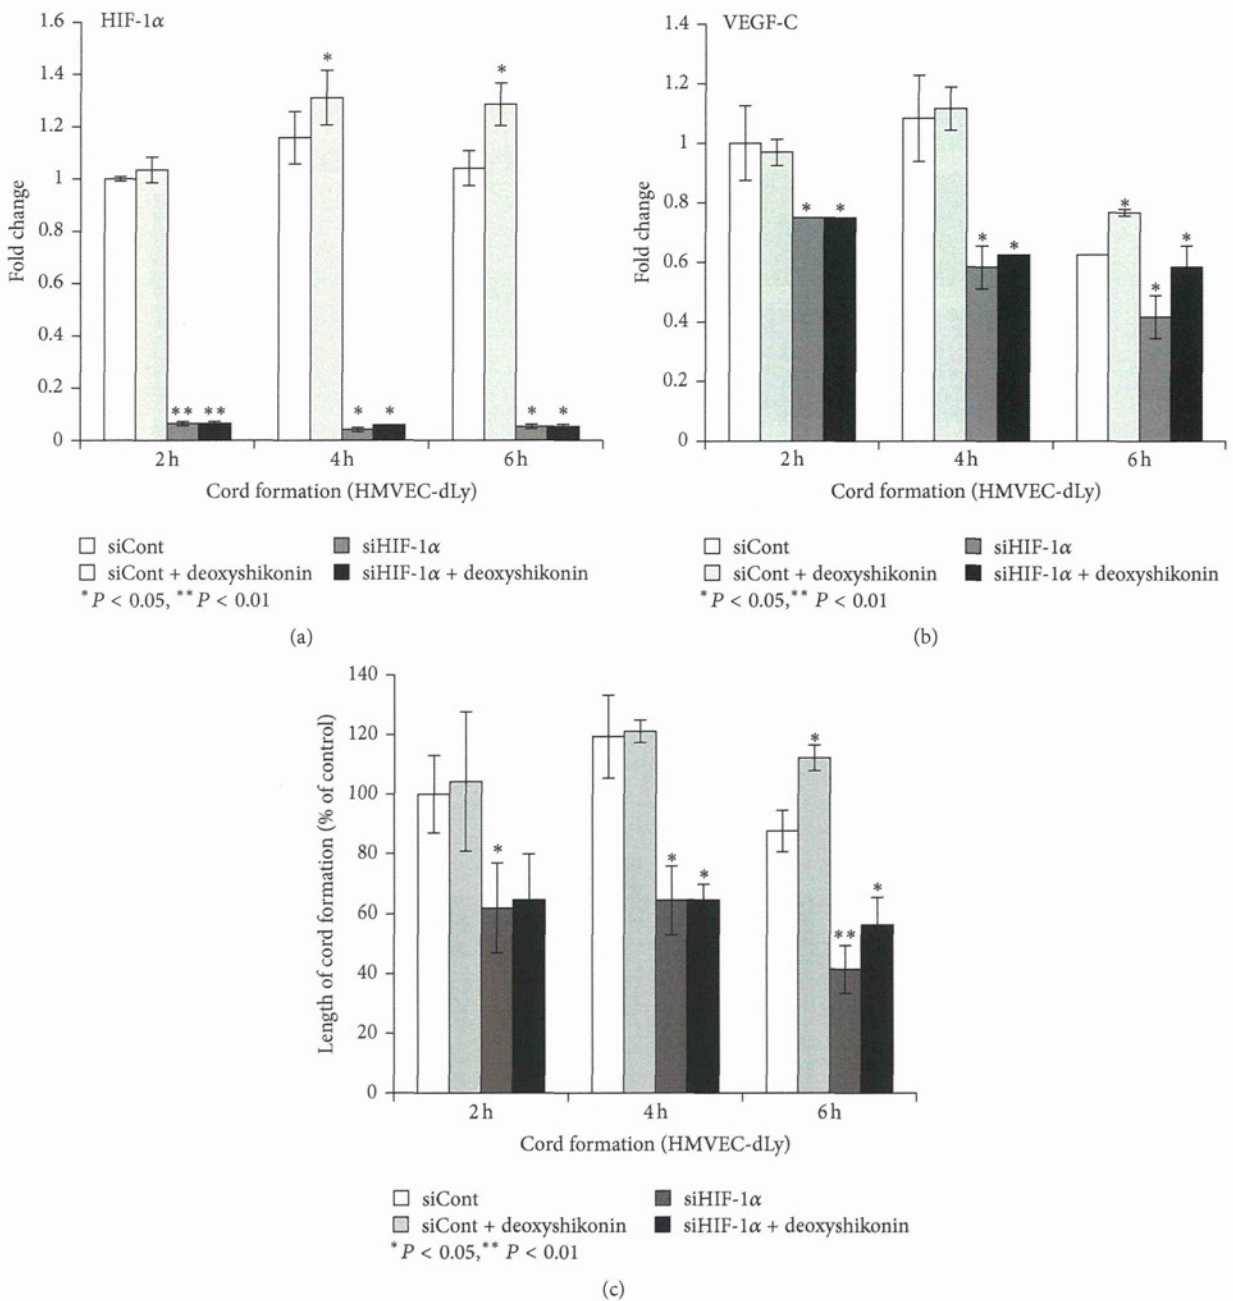 HIF-1α
1.6
1.4
1.2
1
0.8
0.6
0.4
0.2
0
Fold change
*
*
** **
* *
* *
2 h 4 h 6 h
Cord formation (HMVEC-dLy)
siCont siHIF-1α
siCont + deoxyshikonin siHIF-1α + deoxyshikonin
* P < 0.05, ** P < 0.01
(a)
VEGF-C
1.4
1.2
1
0.8
0.6
0.4
0.2
0
Fold change
* *
* *
* * *
2 h 4 h 6 h
Cord formation (HMVEC-dLy)
siCont siHIF-1α
siCont + deoxyshikonin siHIF-1α + deoxyshikonin
* P < 0.05, ** P < 0.01
(b)
140
120
100
80
60
40
20
0
Length of cord formation (% of control)
*
* *
* ** *
2 h 4 h 6 h
Cord formation (HMVEC-dLy)
siCont siHIF-1α
siCont + deoxyshikonin siHIF-1α + deoxyshikonin
* P < 0.05, ** P < 0.01
(c)